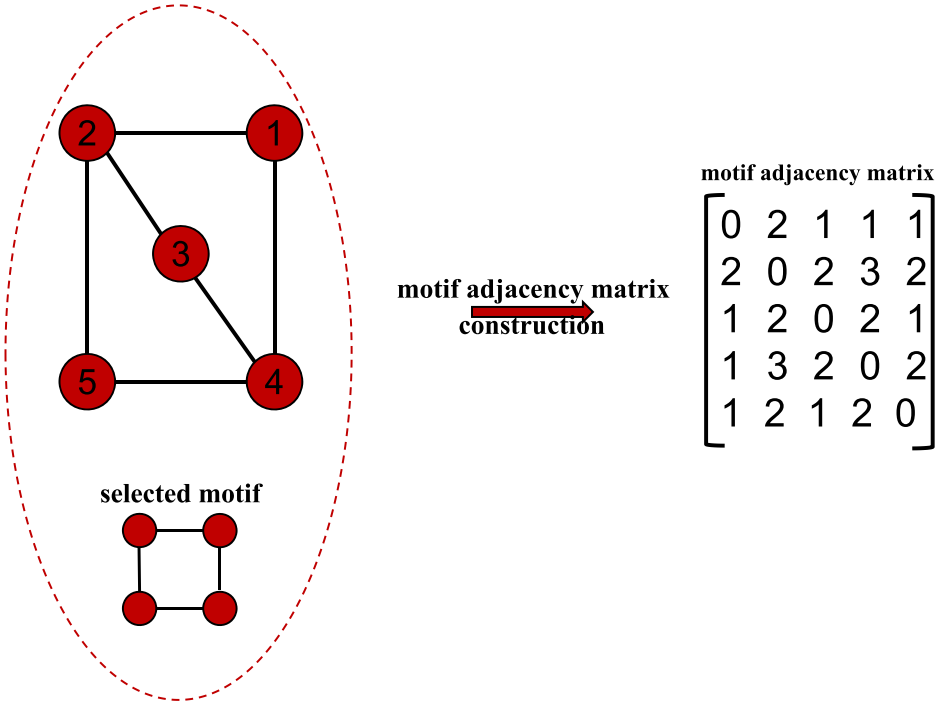 2 1
3
5 4
selected motif
motif adjacency matrix
construction
motif adjacency matrix
0 2 1 1 1
2 0 2 3 2
1 2 0 2 1
1 3 2 0 2
1 2 1 2 0